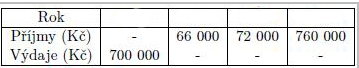 Rok
Příjmy (Kč) - 66 000 72 000 760 000
Výdaje (Kč) 700 000 - - -